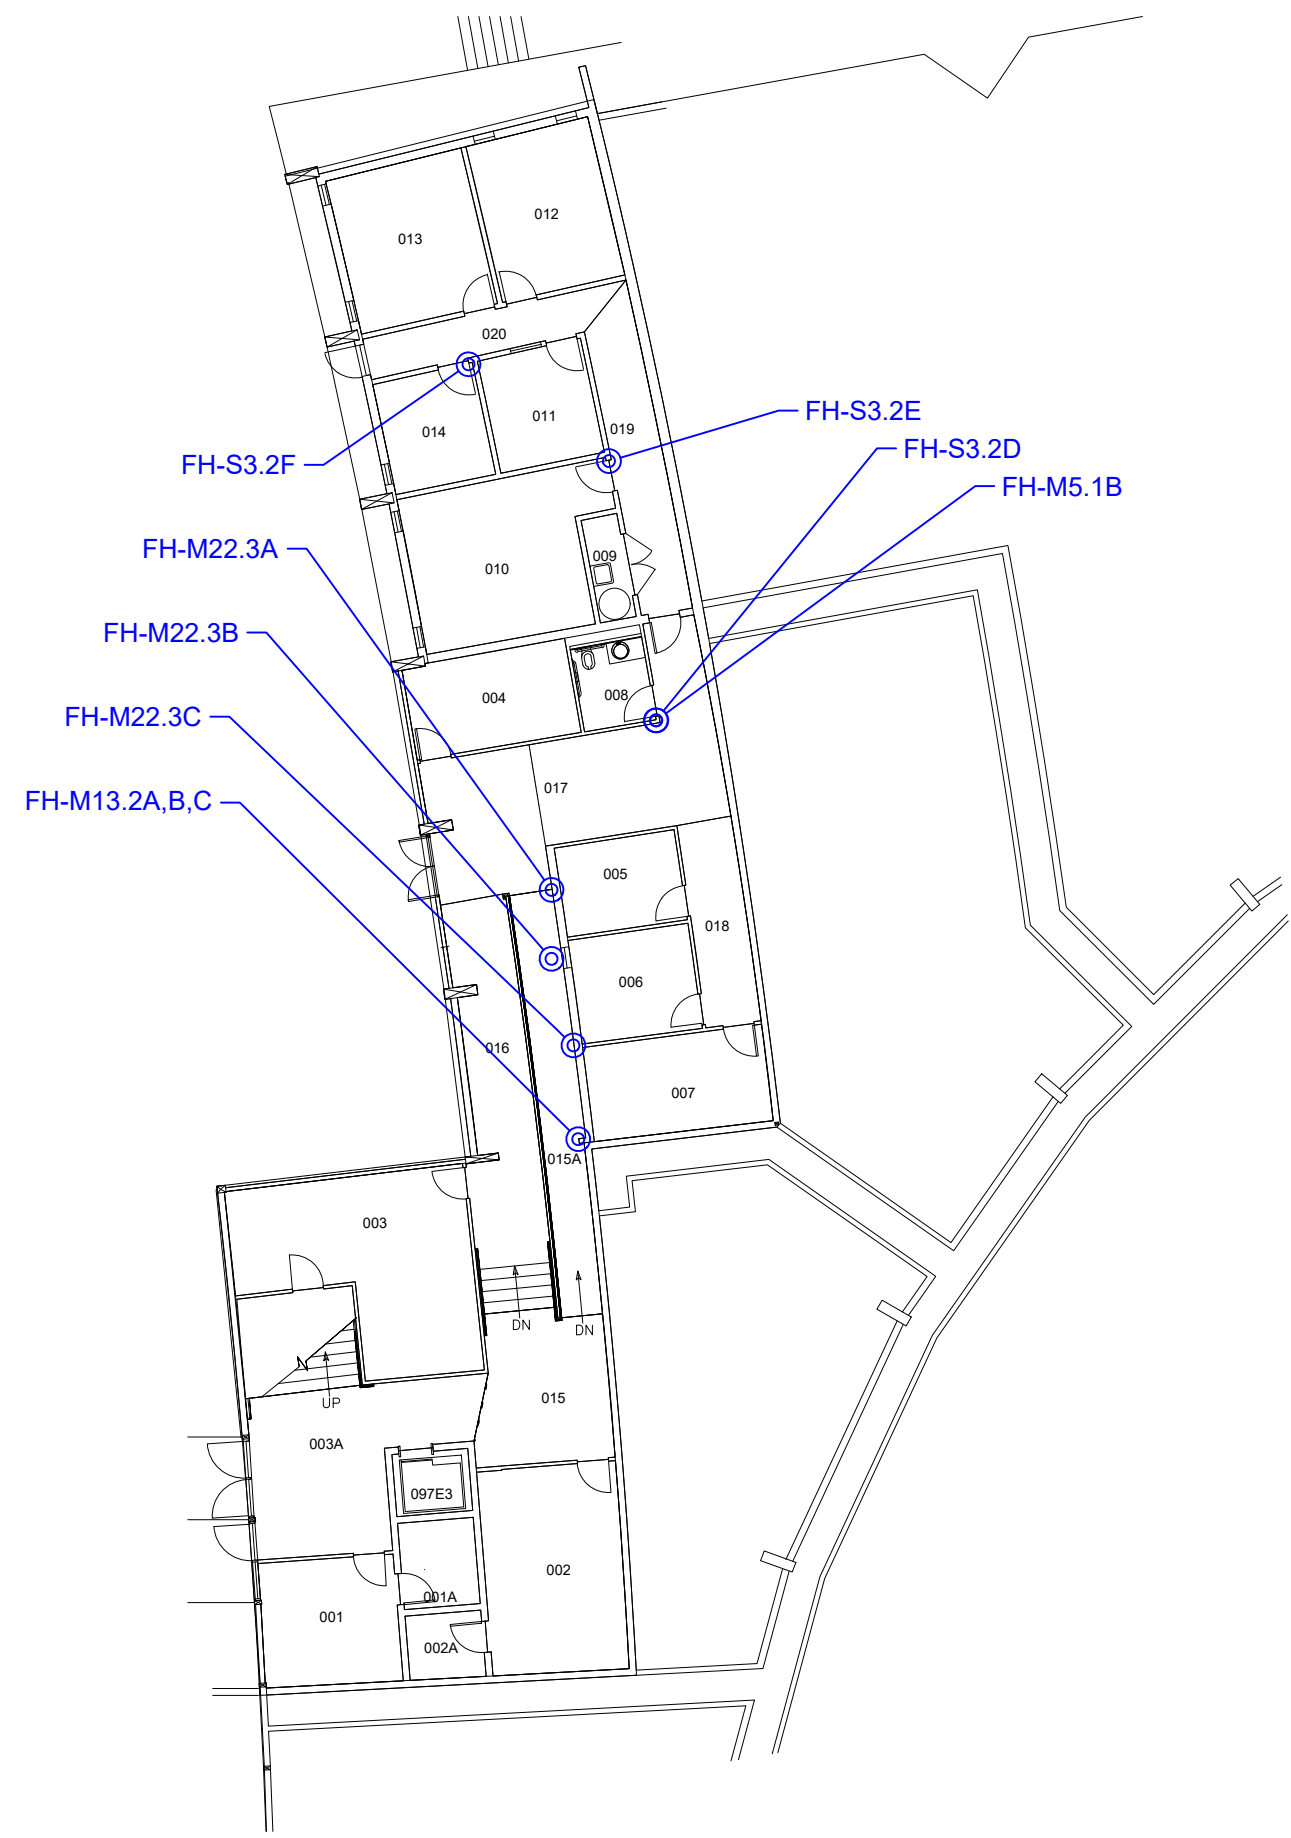 012
013
020
FH-S3.2E
011
019
014
FH-S3.2D
FH-S3.2F
FH-M5.1B
FH-M22.3A
009
010
FH-M22.3B
008
004
FH-M22.3C
017
FH-M13.2A,B,C
005
018
006
016
007
015A
003
DN
DN
UP
015
003A
097E3
002
001A
001
002A